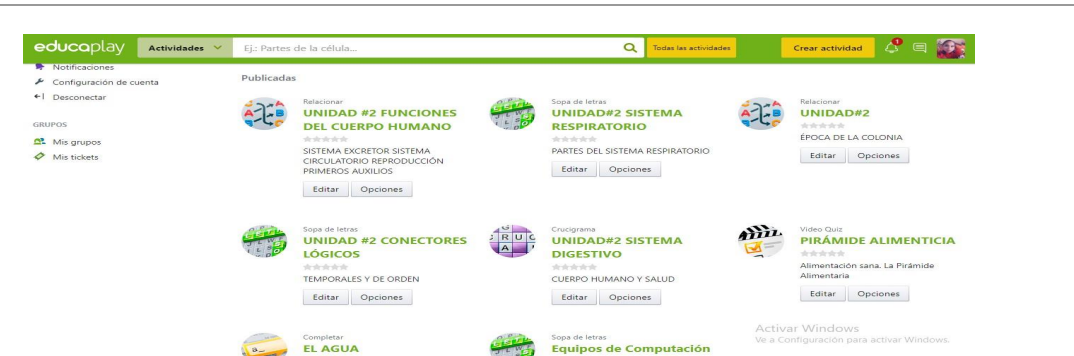 educaplay
Actividades
Ej.: Partes de la célula...
Todas las actividades
Crear actividad
1
Notificaciones
Configuración de cuenta
Desconectar
GRUPOS
Mis grupos
Mis tickets
Publicadas
Relacionar
UNIDAD #2 FUNCIONES
DEL CUERPO HUMANO
SISTEMA EXCRETOR SISTEMA
CIRCULATORIO REPRODUCCIÓN
PRIMEROS AUXILIOS
Editar Opciones
Sopa de letras
UNIDAD#2 SISTEMA
RESPIRATORIO
PARTES DEL SISTEMA RESPIRATORIO
Editar Opciones
Relacionar
UNIDAD#2
ÉPOCA DE LA COLONIA
Editar Opciones
Sopa de letras
UNIDAD #2 CONECTORES
LÓGICOS
TEMPORALES Y DE ORDEN
Editar Opciones
Crucigrama
UNIDAD#2 SISTEMA
DIGESTIVO
CUERPO HUMANO Y SALUD
Editar Opciones
Video Quiz
PIRÁMIDE ALIMENTICIA
Alimentación sana. La Pirámide
Alimentaria
Editar Opciones
Completar
EL AGUA
Sopa de letras
Equipos de Computación
Activar Windows
Ve a Configuración para activar Windows.